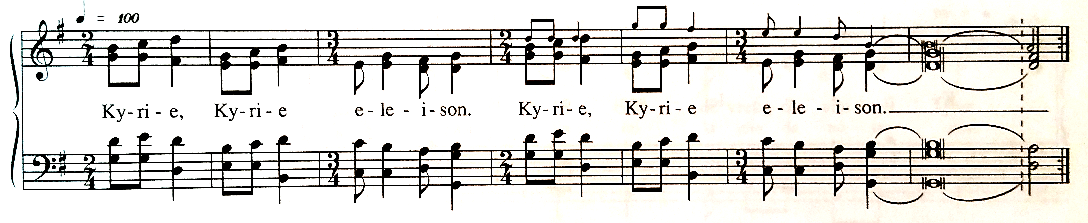 ♩ = 100
Ky-ri-e, Ky-ri-e e-le-i-son. Ky-ri-e, Ky-ri-e e-le-i-son.